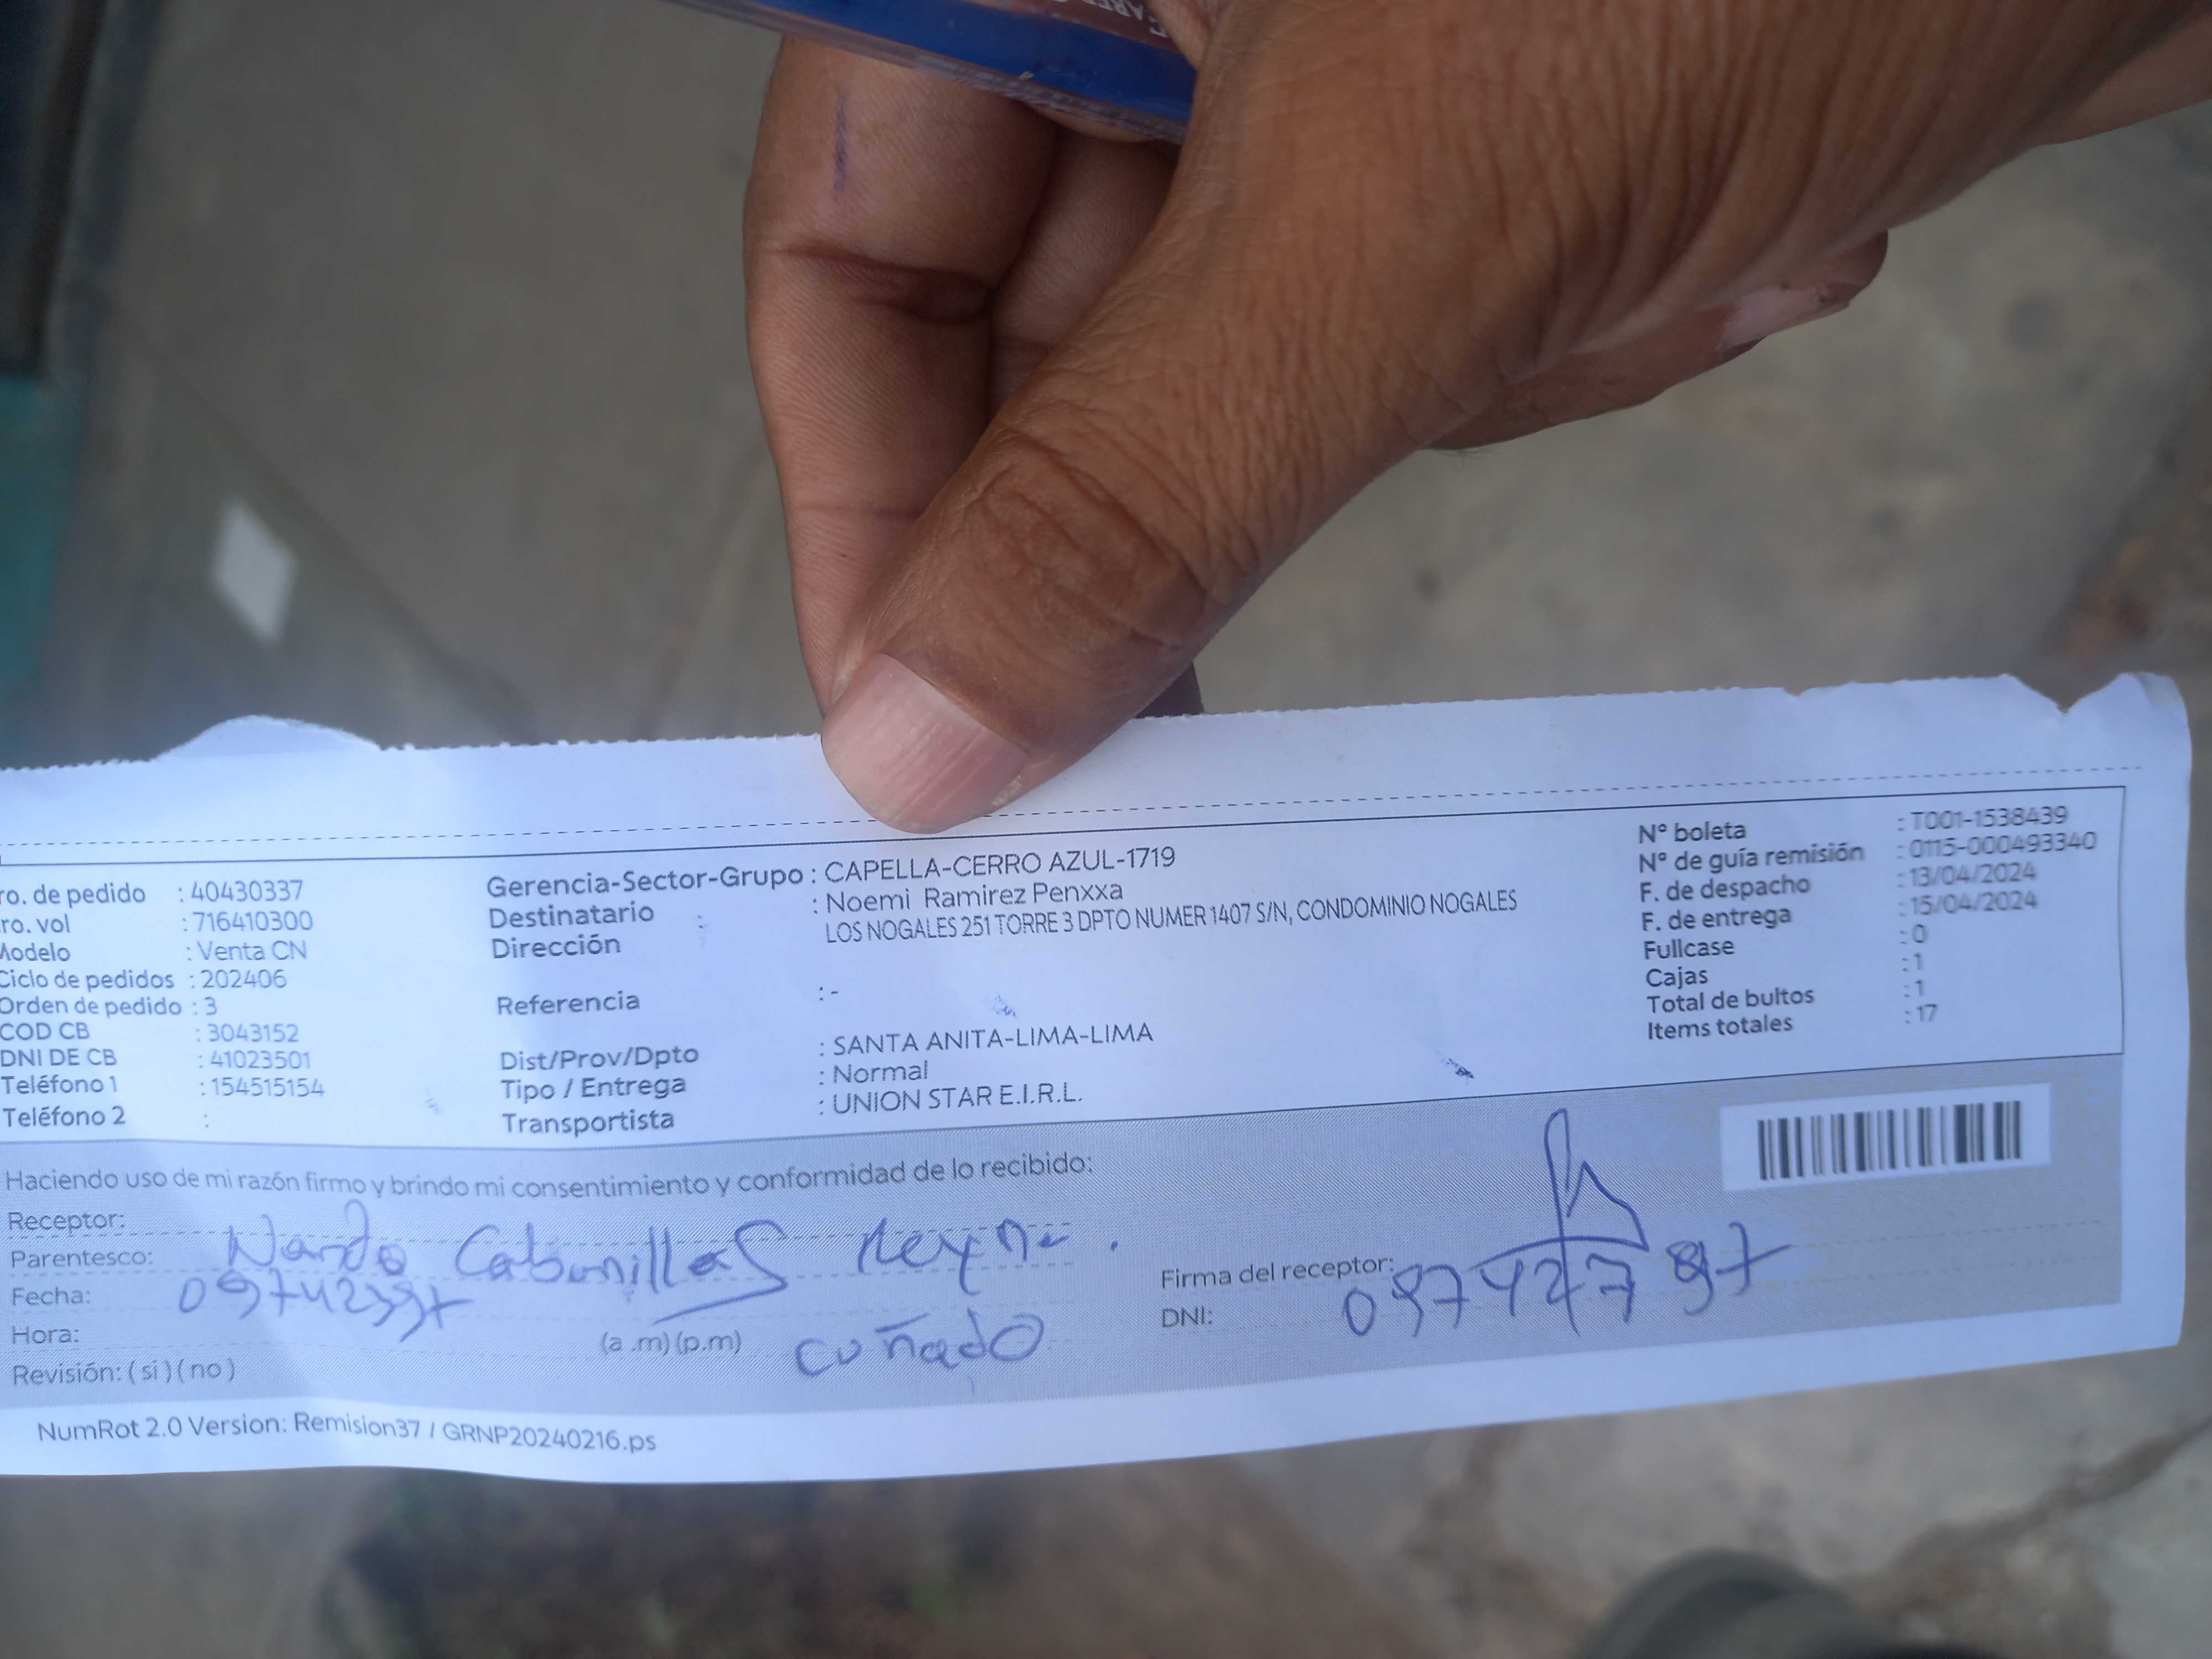 ro. de pedido : 40430337
ro. vol : 716410300
Modelo : Venta CN
Ciclo de pedidos : 202406
Orden de pedido : 3
COD CB : 3043152
DNI DE CB : 41023501
Teléfono 1 : 154515154
Teléfono 2 :
Gerencia-Sector-Grupo : CAPELLA-CERRO AZUL-1719
Destinatario : Noemi Ramirez Penxxa
Dirección : LOS NOGALES 251 TORRE 3 DPTO NUMER 1407 S/N, CONDOMINIO NOGALES
Referencia : -
Dist/Prov/Dpto : SANTA ANITA-LIMA-LIMA
Tipo / Entrega : Normal
Transportista : UNION STAR E.I.R.L.
N° boleta : T001-1538439
N° de guía remisión : 0115-000493340
F. de despacho : 13/04/2024
F. de entrega : 15/04/2024
Fullcase : 0
Cajas : 1
Total de bultos : 1
Items totales : 17
Haciendo uso de mi razón firmo y brindo mi consentimiento y conformidad de lo recibido:
Receptor:
Parentesco: Nardo Cabanillas
Fecha:
Hora: (a .m) (p.m) cuñado
Revisión: ( si ) ( no )
Firma del receptor:
DNI:
NumRot 2.0 Version: Remision37 / GRNP20240216.ps